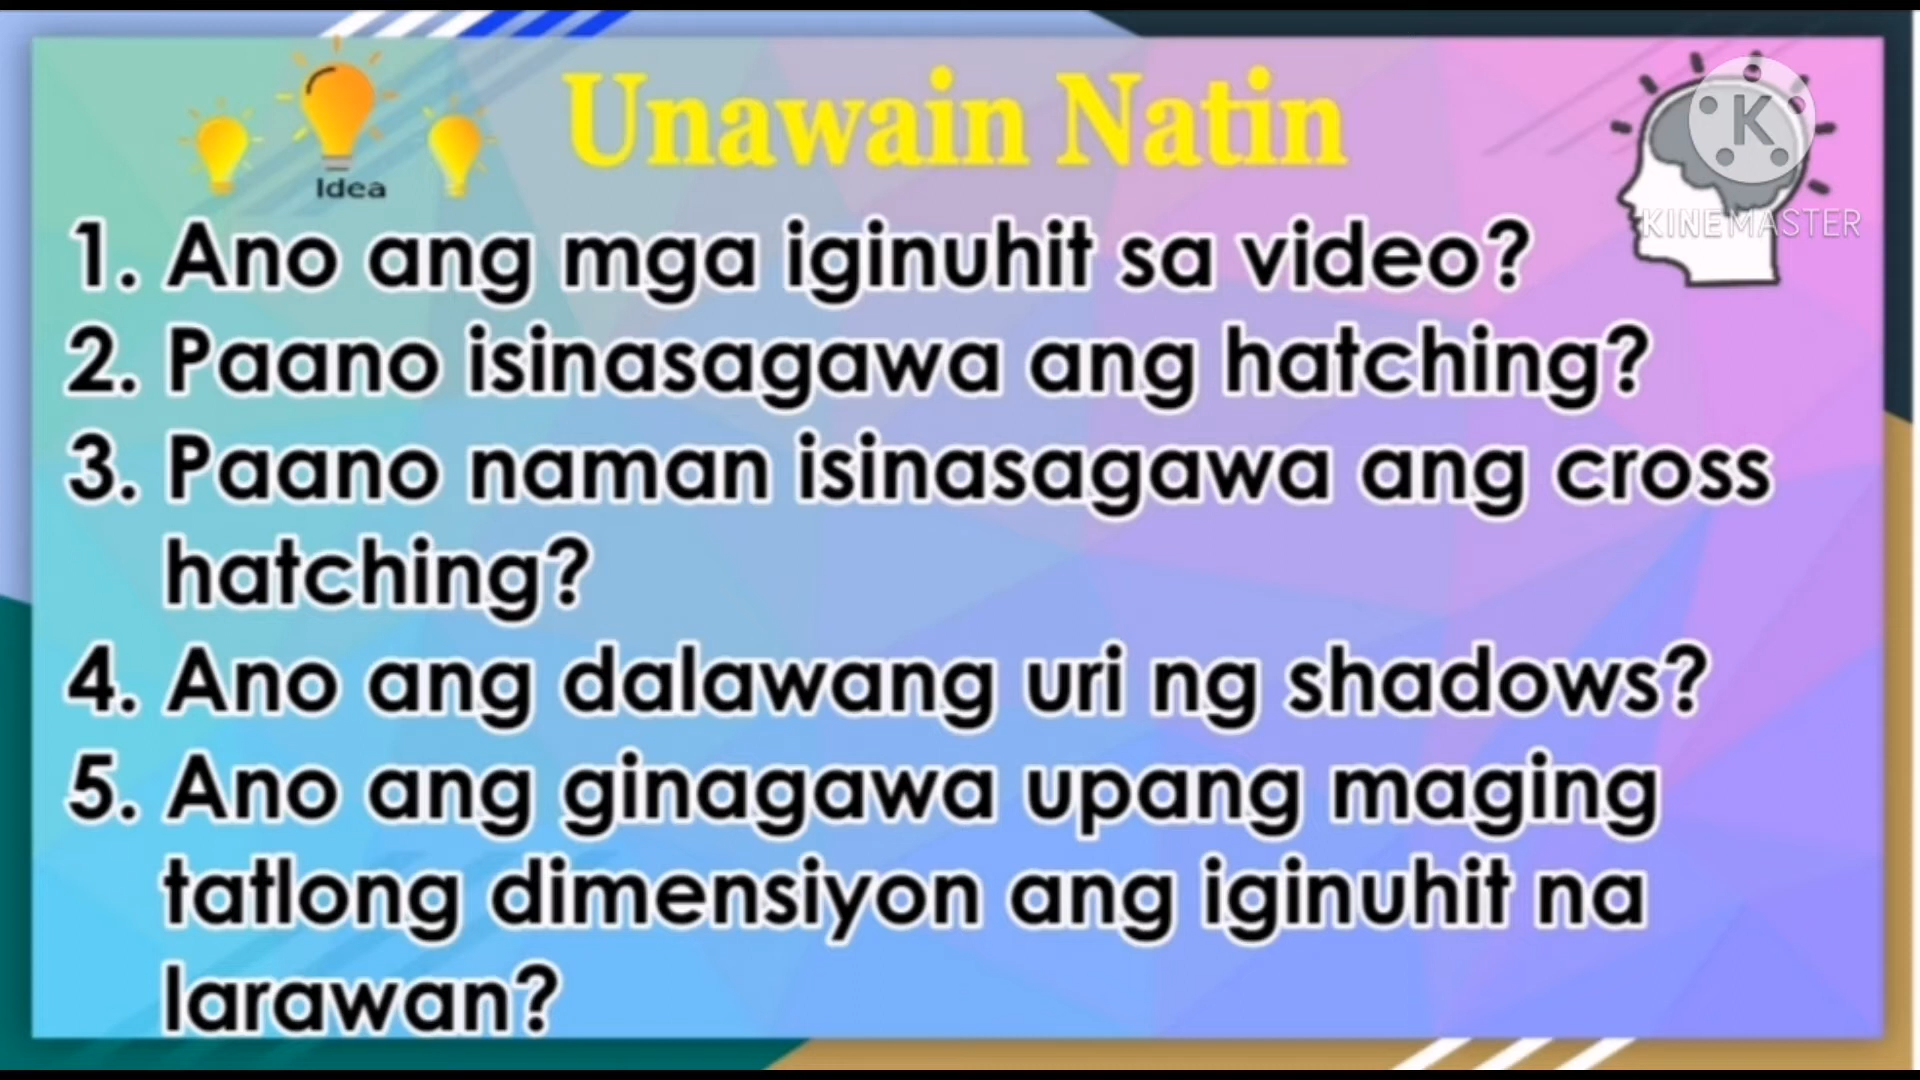 Unawain Natin
Idea
K
KINEMASTER
1. Ano ang mga iginuhit sa video?
2. Paano isinasagawa ang hatching?
3. Paano naman isinasagawa ang cross
hatching?
4. Ano ang dalawang uri ng shadows?
5. Ano ang ginagawa upang maging
tatlong dimensiyon ang iginuhit na
larawan?